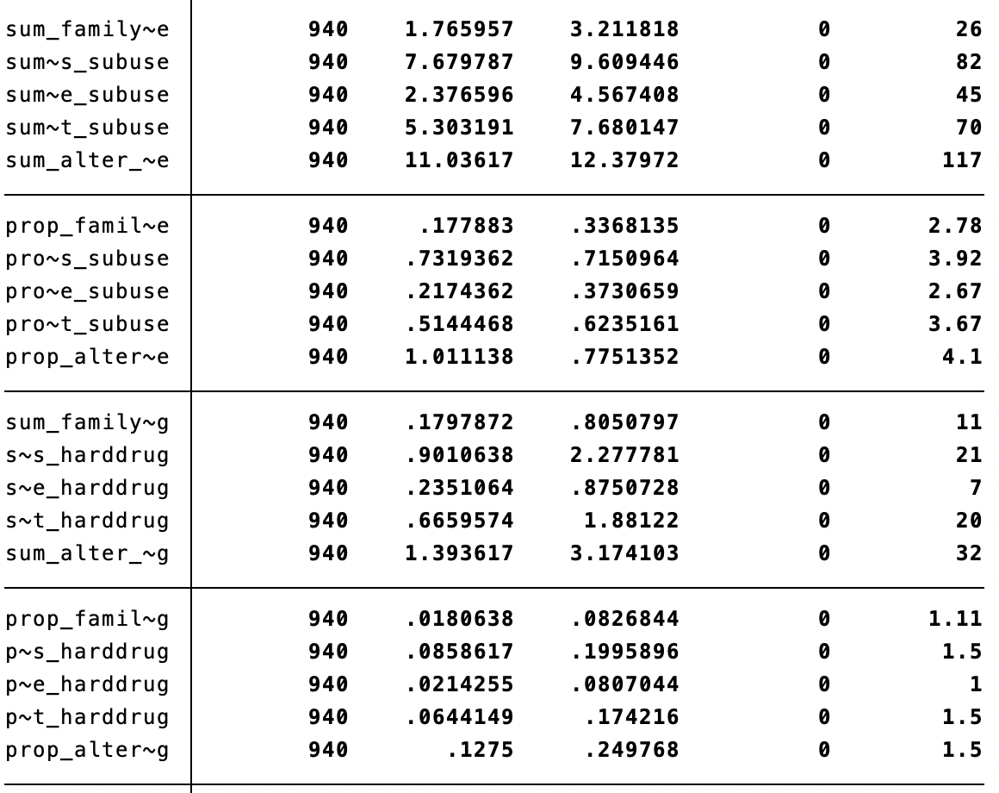 sum_family~e 940 1.765957 3.211818 0 26
sum~s_subuse 940 7.679787 9.609446 0 82
sum~e_subuse 940 2.376596 4.567408 0 45
sum~t_subuse 940 5.303191 7.680147 0 70
sum_alter_~e 940 11.03617 12.37972 0 117
prop_famil~e 940 .177883 .3368135 0 2.78
pro~s_subuse 940 .7319362 .7150964 0 3.92
pro~e_subuse 940 .2174362 .3730659 0 2.67
pro~t_subuse 940 .5144468 .6235161 0 3.67
prop_alter~e 940 1.011138 .7751352 0 4.1
sum_family~g 940 .1797872 .8050797 0 11
s~s_harddrug 940 .9010638 2.277781 0 21
s~e_harddrug 940 .2351064 .8750728 0 7
s~t_harddrug 940 .6659574 1.88122 0 20
sum_alter_~g 940 1.393617 3.174103 0 32
prop_famil~g 940 .0180638 .0826844 0 1.11
p~s_harddrug 940 .0858617 .1995896 0 1.5
p~e_harddrug 940 .0214255 .0807044 0 1
p~t_harddrug 940 .0644149 .174216 0 1.5
prop_alter~g 940 .1275 .249768 0 1.5